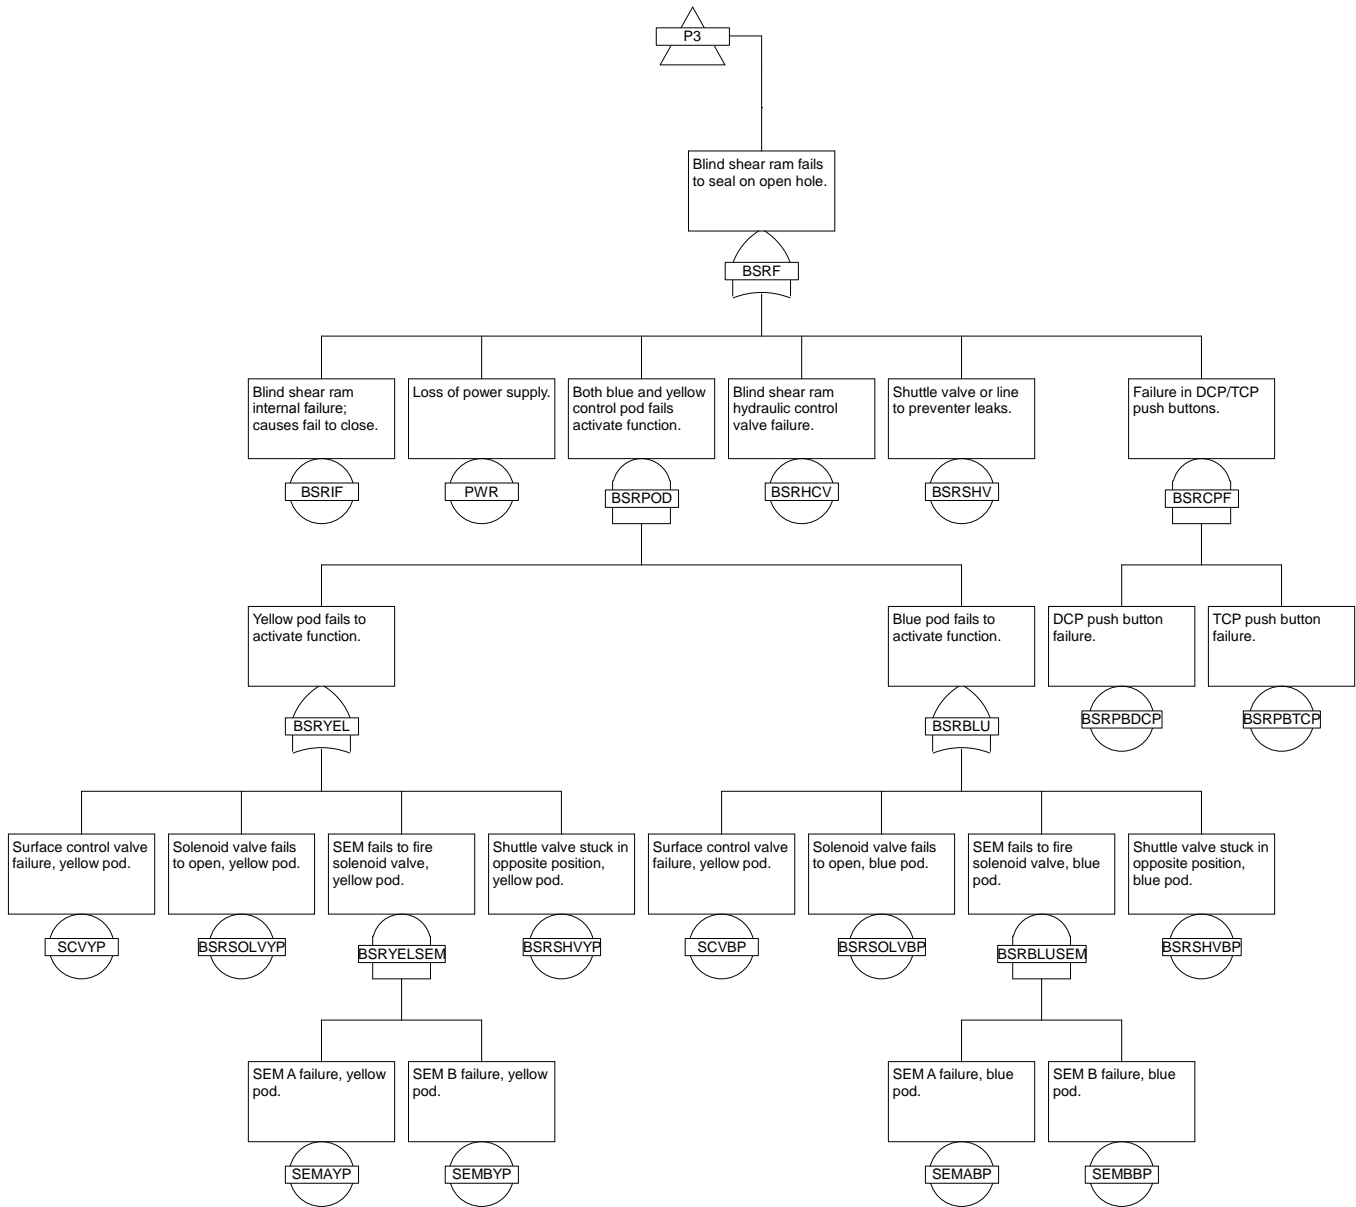 P3
Blind shear ram fails
to seal on open hole.
BSRF
Blind shear ram
internal failure;
causes fail to close.
BSRIF
Loss of power supply.
PWR
Both blue and yellow
control pod fails
activate function.
BSRPOD
Blind shear ram
hydraulic control
valve failure.
BSRHCV
Shuttle valve or line
to preventer leaks.
BSRSHV
Failure in DCP/TCP
push buttons.
BSRCPF
Yellow pod fails to
activate function.
BSRYEL
Blue pod fails to
activate function.
BSRBLU
DCP push button
failure.
BSRPBDCP
TCP push button
failure.
BSRPBTCP
Surface control valve
failure, yellow pod.
SCVYP
Solenoid valve fails
to open, yellow pod.
BSRSOLVYP
SEM fails to fire
solenoid valve,
yellow pod.
BSRYELSEM
Shuttle valve stuck in
opposite position,
yellow pod.
BSRSHVYP
Surface control valve
failure, yellow pod.
SCVBP
Solenoid valve fails
to open, blue pod.
BSRSOLVBP
SEM fails to fire
solenoid valve, blue
pod.
BSRBLUSEM
Shuttle valve stuck in
opposite position,
blue pod.
BSRSHVBP
SEM A failure, yellow
pod.
SEMAYP
SEM B failure, yellow
pod.
SEMBYP
SEM A failure, blue
pod.
SEMABP
SEM B failure, blue
pod.
SEMBBP